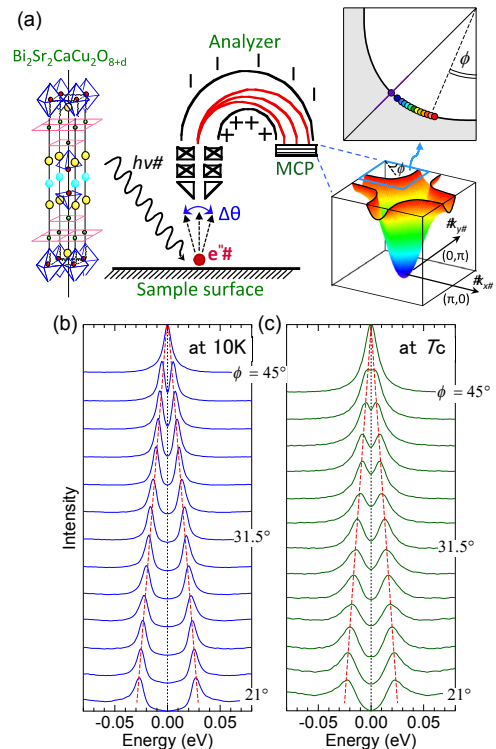 (a)
Bi2Sr2CaCu2O8+d
Analyzer
hν#
MCP
Δθ
e"#
Sample surface
ϕ
ϕ
#ky#
(0,π)
#kx#
(π,0)
(b)
at 10K
ϕ = 45°
31.5°
21°
Intensity
-0.05 0.00 0.05
Energy (eV)
(c)
at Tc
ϕ = 45°
31.5°
21°
-0.05 0.00 0.05
Energy (eV)